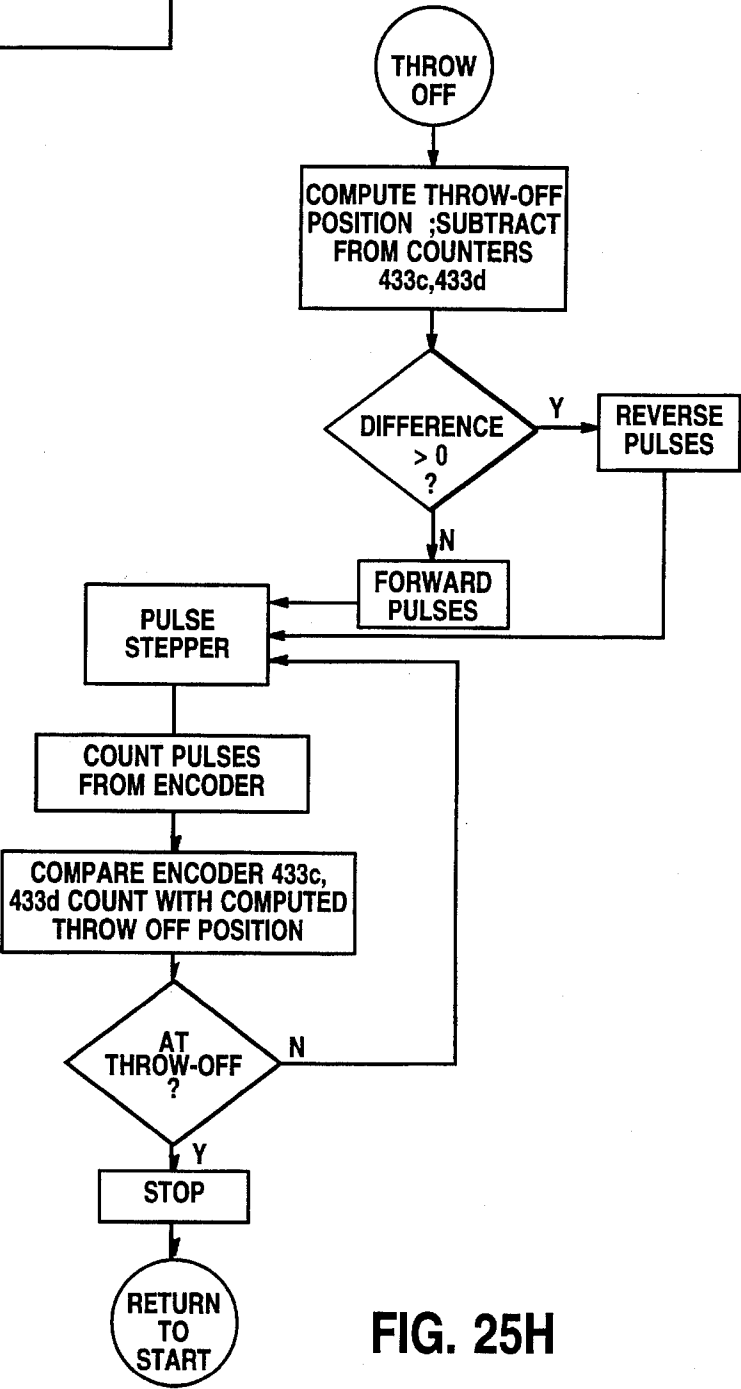 THROW
OFF
COMPUTE THROW-OFF
POSITION ;SUBTRACT
FROM COUNTERS
433c,433d
DIFFERENCE
> 0
?
Y
REVERSE
PULSES
N
FORWARD
PULSES
PULSE
STEPPER
COUNT PULSES
FROM ENCODER
COMPARE ENCODER 433c,
433d COUNT WITH COMPUTED
THROW OFF POSITION
AT
THROW-OFF
?
N
Y
STOP
RETURN
TO
START
FIG. 25H